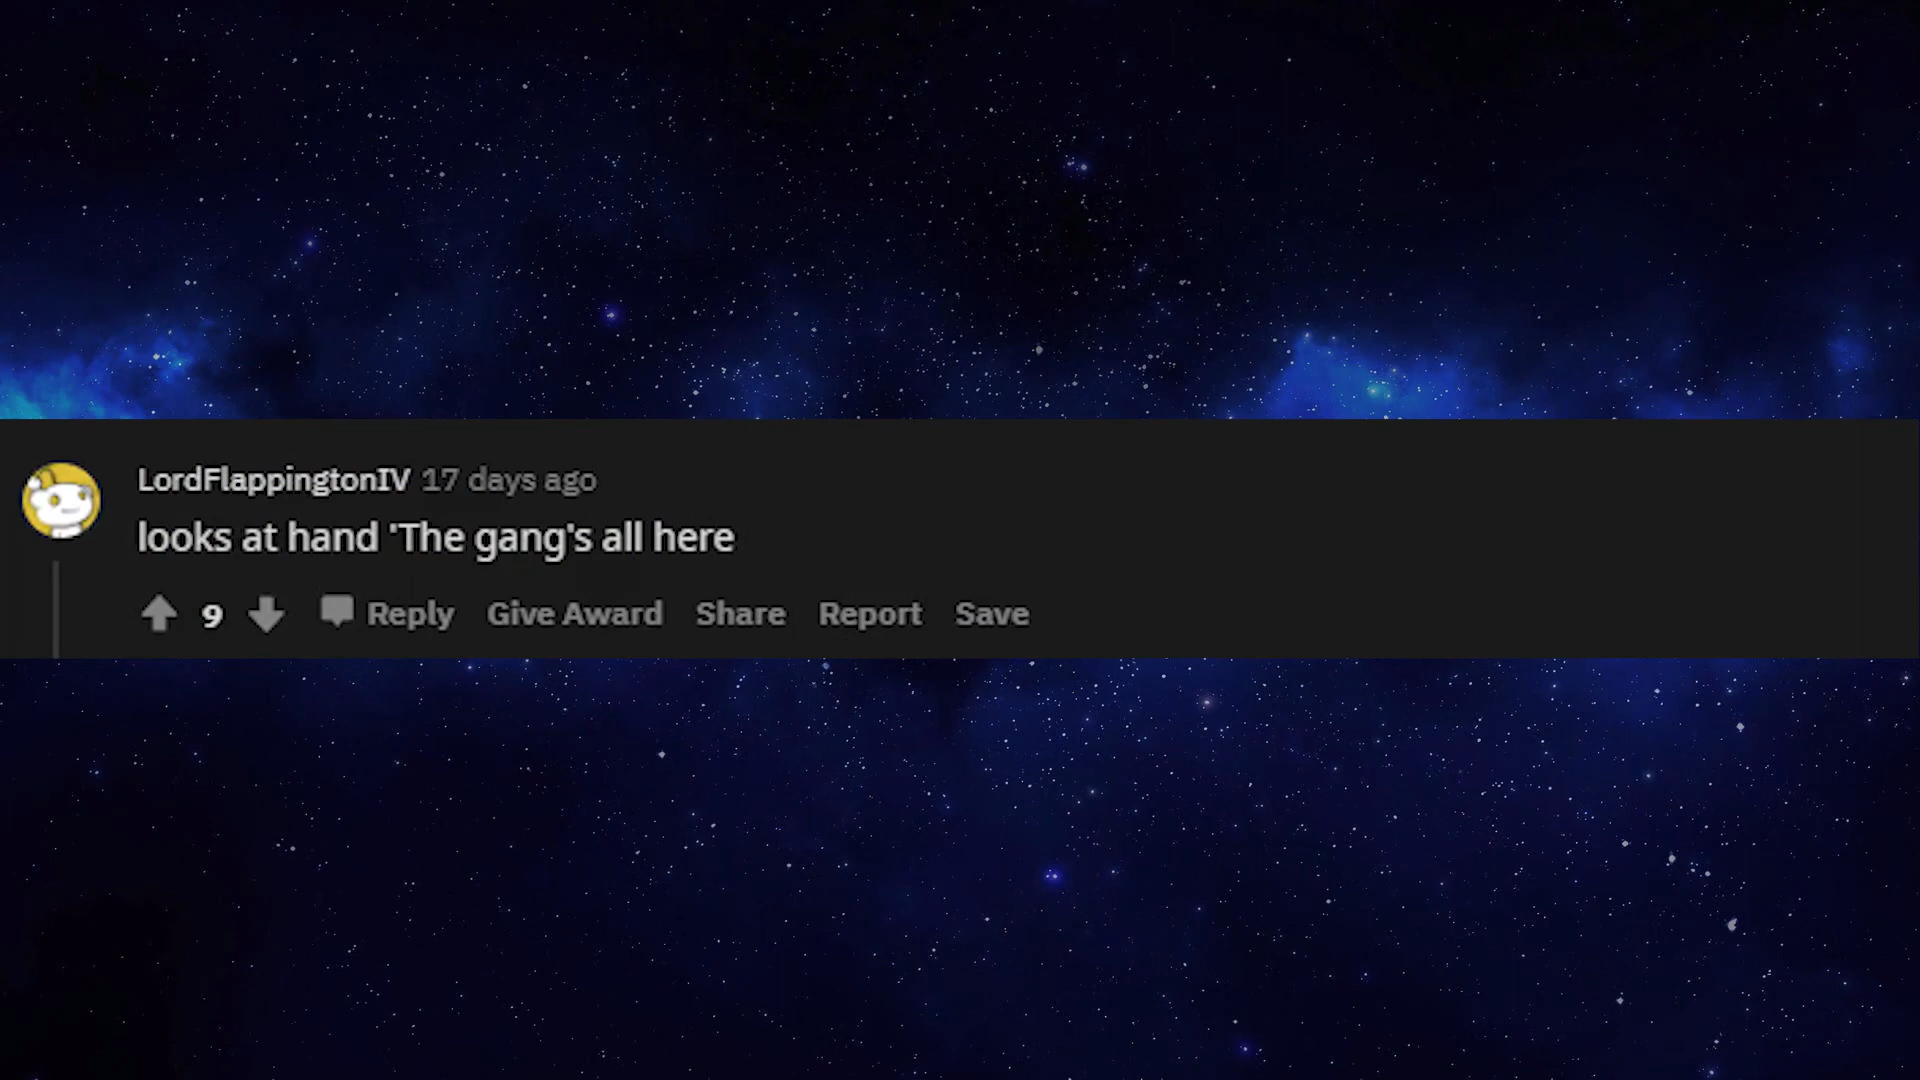 LordFlappingtonIV 17 days ago
looks at hand 'The gang's all here
9 Reply Give Award Share Report Save